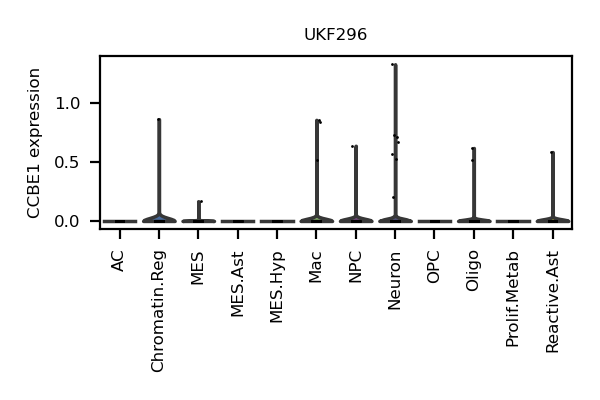 UKF296
CCBE1 expression
1.0
0.5
0.0
AC
Chromatin.Reg
MES
MES.Ast
MES.Hyp
Mac
NPC
Neuron
OPC
Oligo
Prolif.Metab
Reactive.Ast